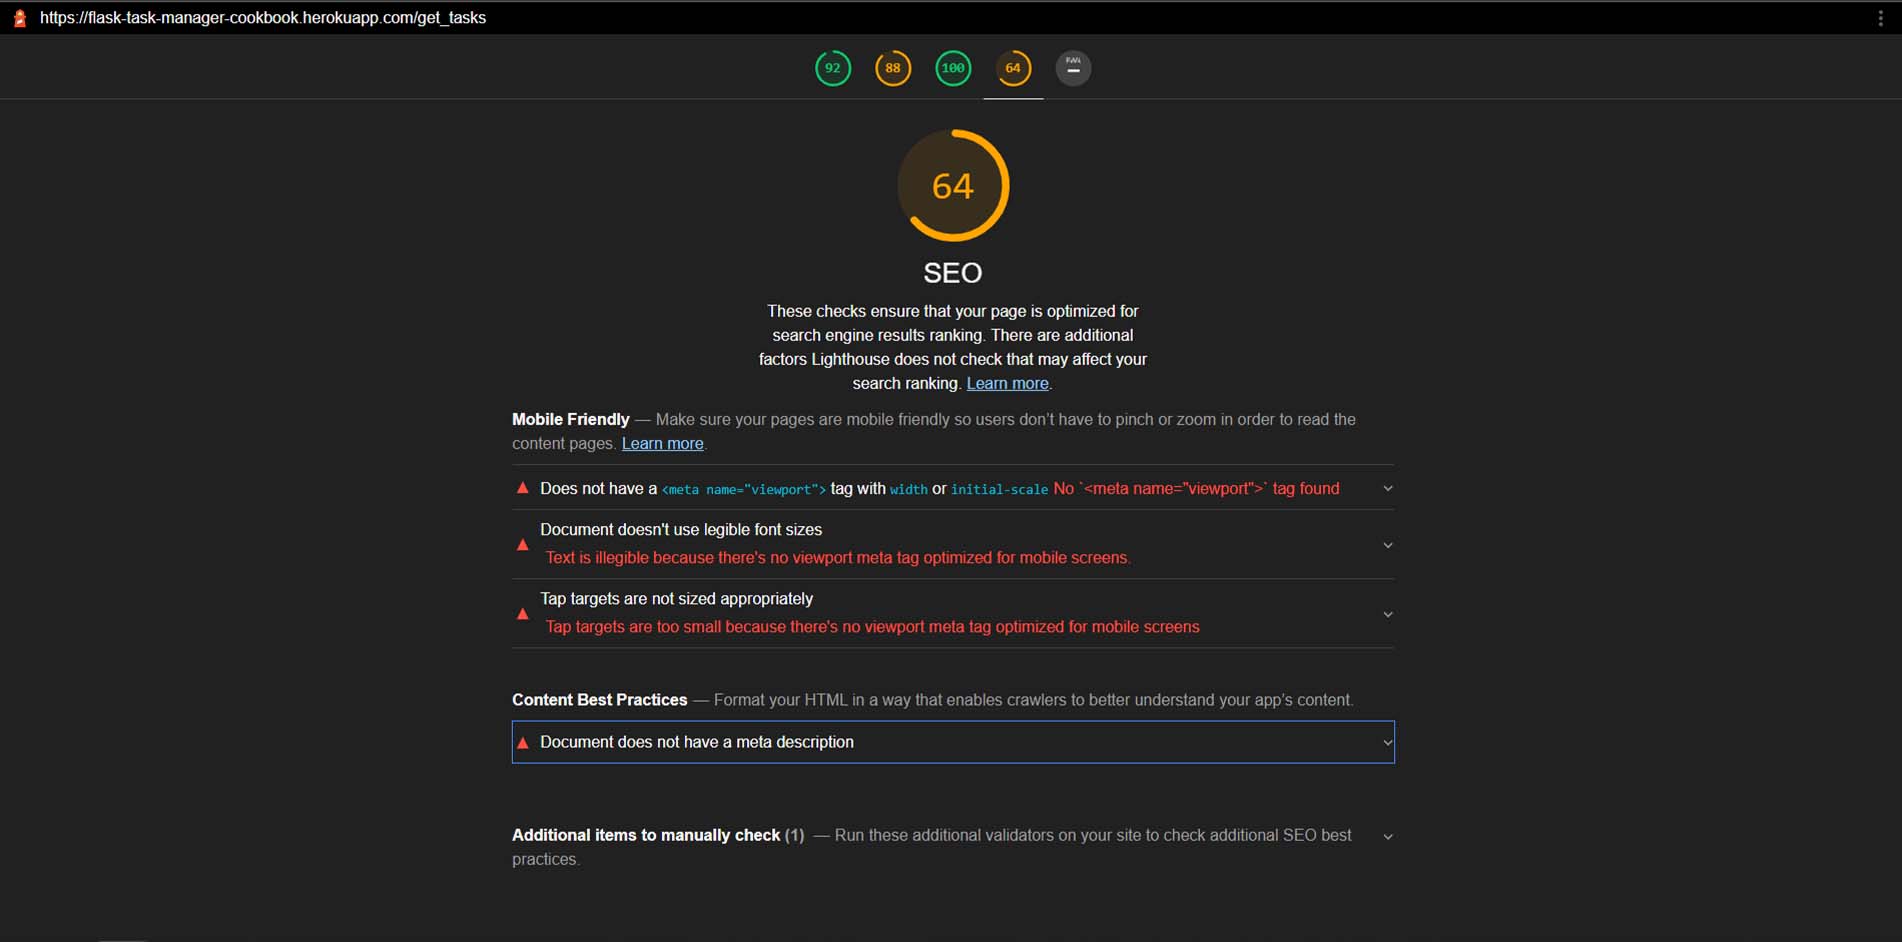 https://flask-task-manager-cookbook.herokuapp.com/get_tasks
92
88
100
64
PWA
64
SEO
These checks ensure that your page is optimized for
search engine results ranking. There are additional
factors Lighthouse does not check that may affect your
search ranking. Learn more.
Mobile Friendly — Make sure your pages are mobile friendly so users don't have to pinch or zoom in order to read the
content pages. Learn more.
Does not have a <meta name="viewport"> tag with width or initial-scale No `<meta name="viewport">` tag found
Document doesn't use legible font sizes
Text is illegible because there's no viewport meta tag optimized for mobile screens.
Tap targets are not sized appropriately
Tap targets are too small because there's no viewport meta tag optimized for mobile screens
Content Best Practices — Format your HTML in a way that enables crawlers to better understand your app's content.
Document does not have a meta description
Additional items to manually check (1) — Run these additional validators on your site to check additional SEO best
practices.